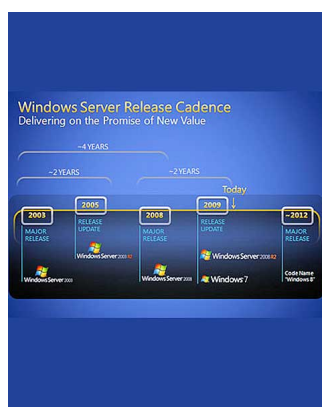 Windows Server Release Cadence
Delivering on the Promise of New Value
~4 YEARS
~2 YEARS
~2 YEARS
Today
2003
2005
2008
2009
~2012
MAJOR
RELEASE
RELEASE
UPDATE
MAJOR
RELEASE
RELEASE
UPDATE
MAJOR
RELEASE
Windows Server 2003
Windows Server 2003 R2
Windows Server 2008
Windows Server 2008 R2
Windows 7
Code Name
"Windows 8"